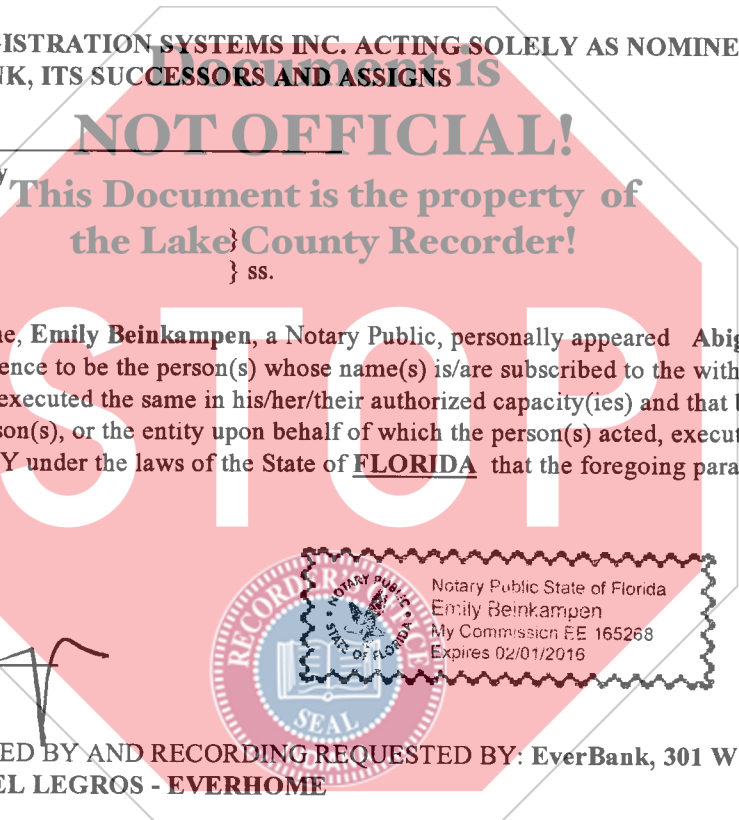 GISTRATION SYSTEMS INC. ACTING SOLELY AS NOMINE
NK, ITS SUCCESSORS AND ASSIGNS
Document is
NOT OFFICIAL!
y
This Document is the property of
the Lake County Recorder!
}
} ss.
ne, Emily Beinkampen, a Notary Public, personally appeared Abig
ence to be the person(s) whose name(s) is/are subscribed to the with
executed the same in his/her/their authorized capacity(ies) and that b
son(s), or the entity upon behalf of which the person(s) acted, execut
Y under the laws of the State of FLORIDA that the foregoing para
STOP
NOTARY PUBLIC
STATE OF FLORIDA
Notary Public State of Florida
Emily Beinkampen
My Commission EE 165268
Expires 02/01/2016
RECORDER'S OFFICE
SEAL
ED BY AND RECORDING REQUESTED BY: EverBank, 301 W
EL LEGROS - EVERHOME